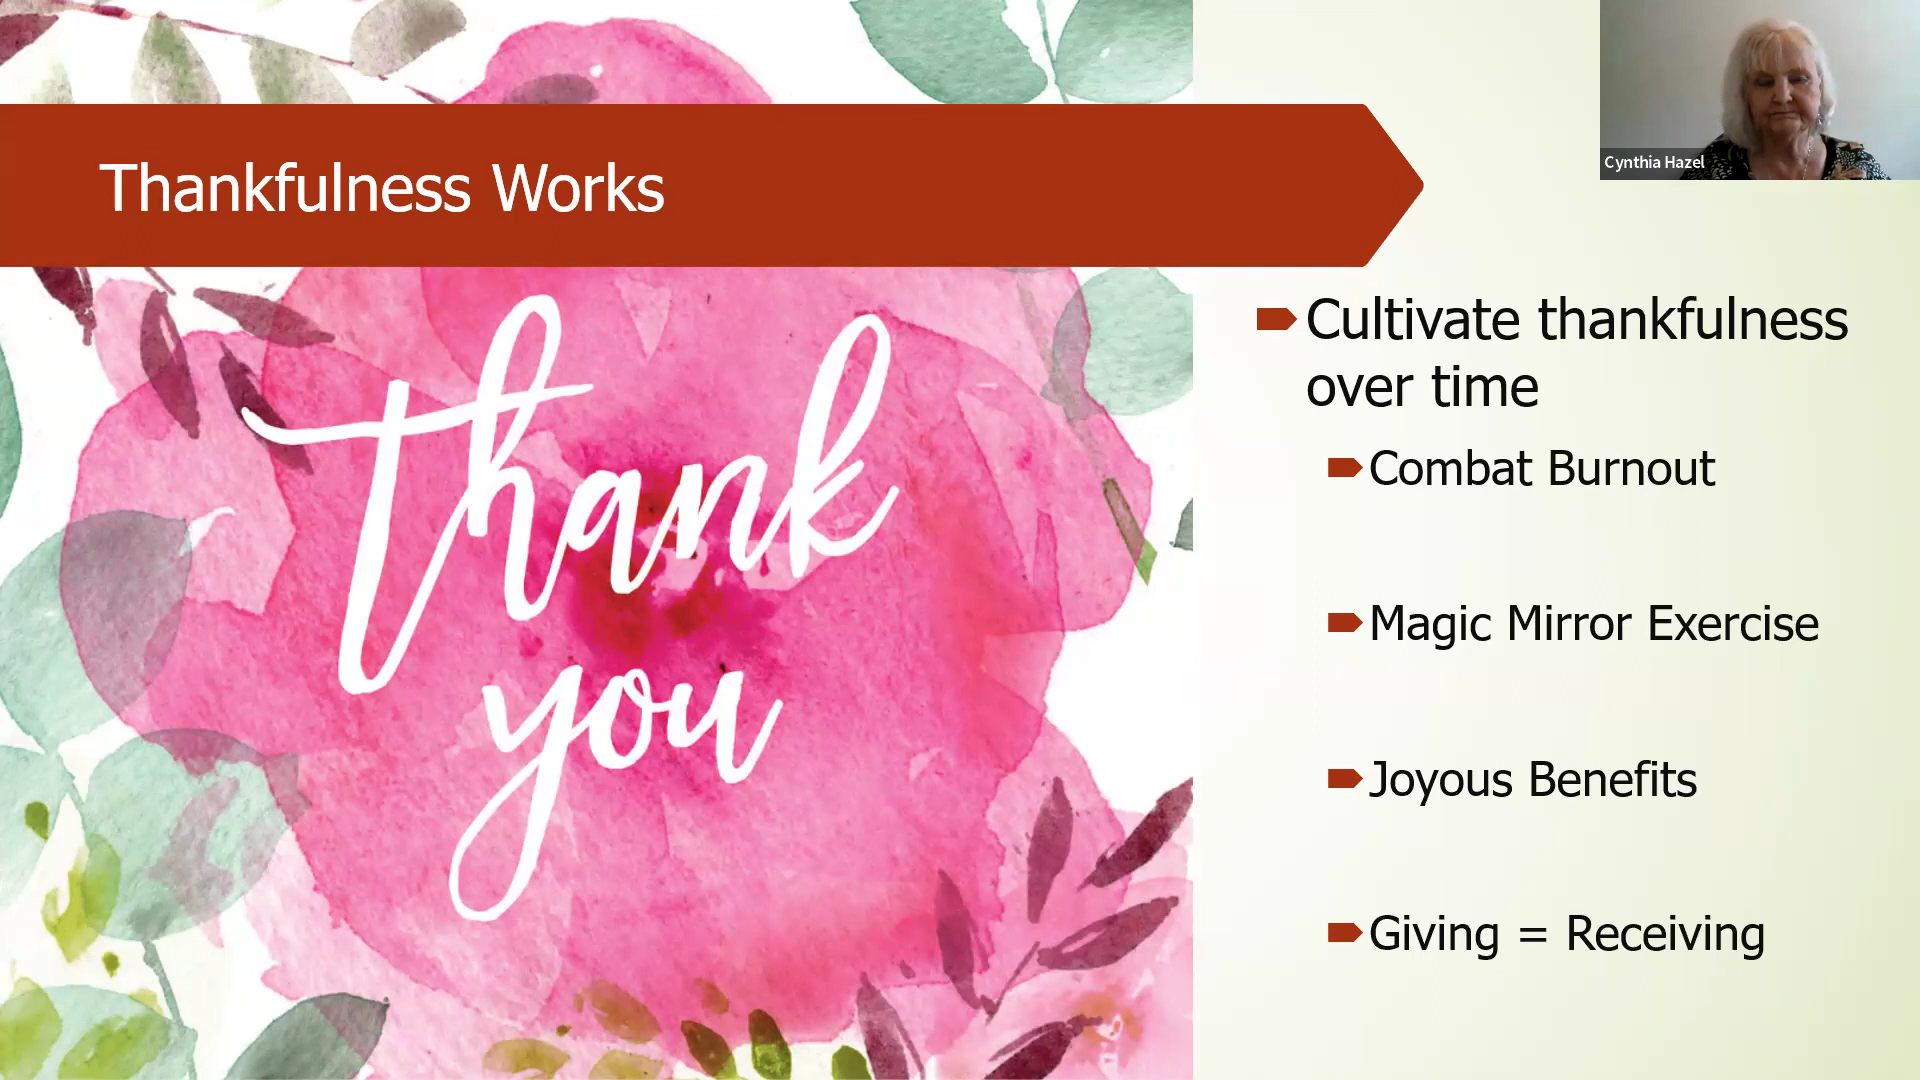 Thankfulness Works
Cynthia Hazel
thank
you
Cultivate thankfulness
over time
Combat Burnout
Magic Mirror Exercise
Joyous Benefits
Giving = Receiving